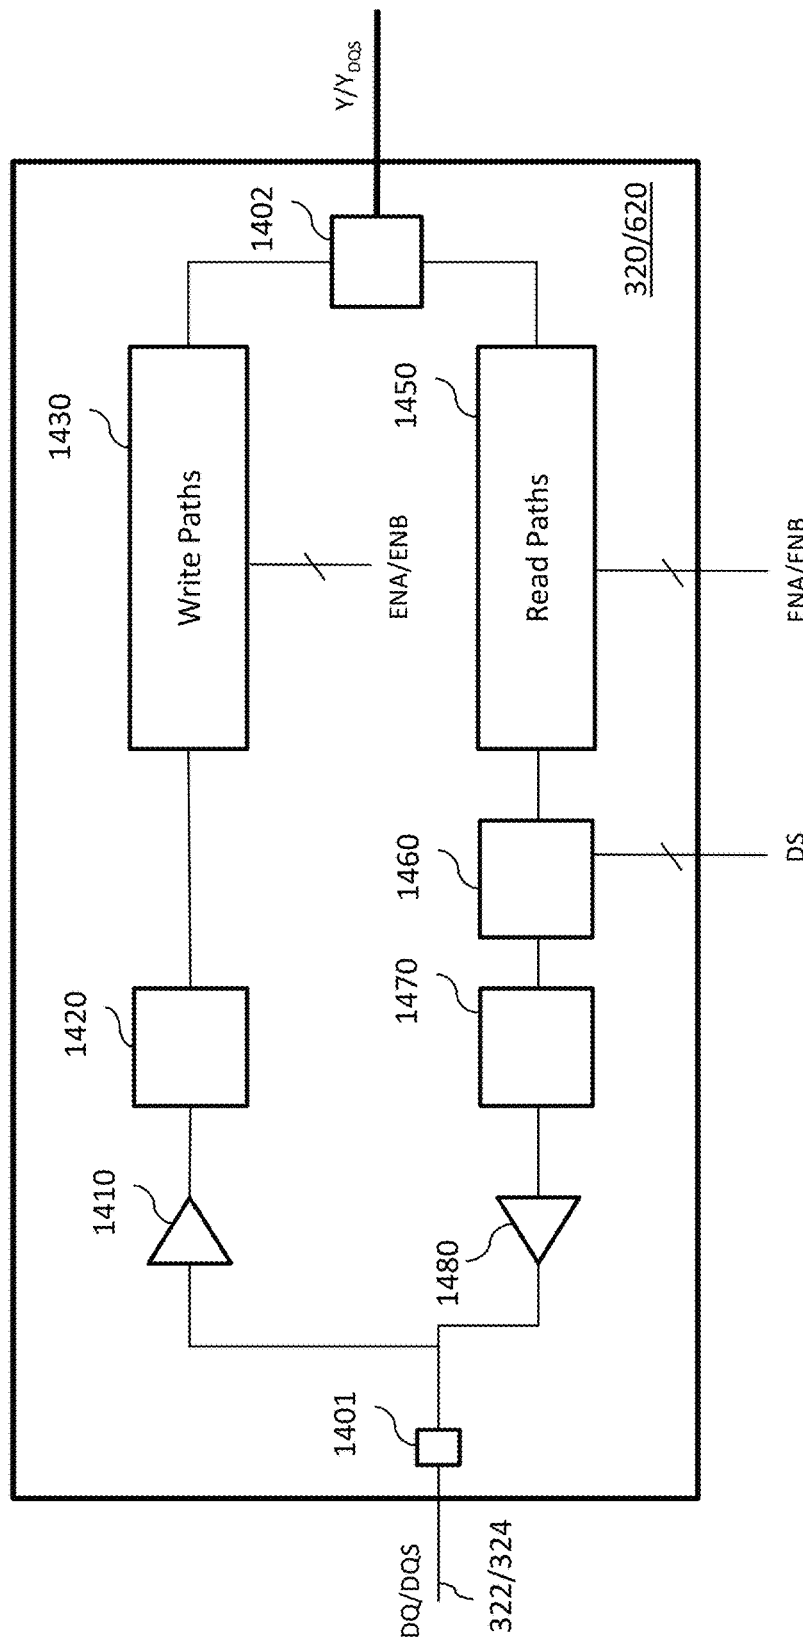 Y/YDQS
1402
320/620
1430
Write Paths
ENA/ENB
1450
Read Paths
ENA/ENB
1460
DS
1420
1470
1410
1480
1401
DQ/DQS
322/324